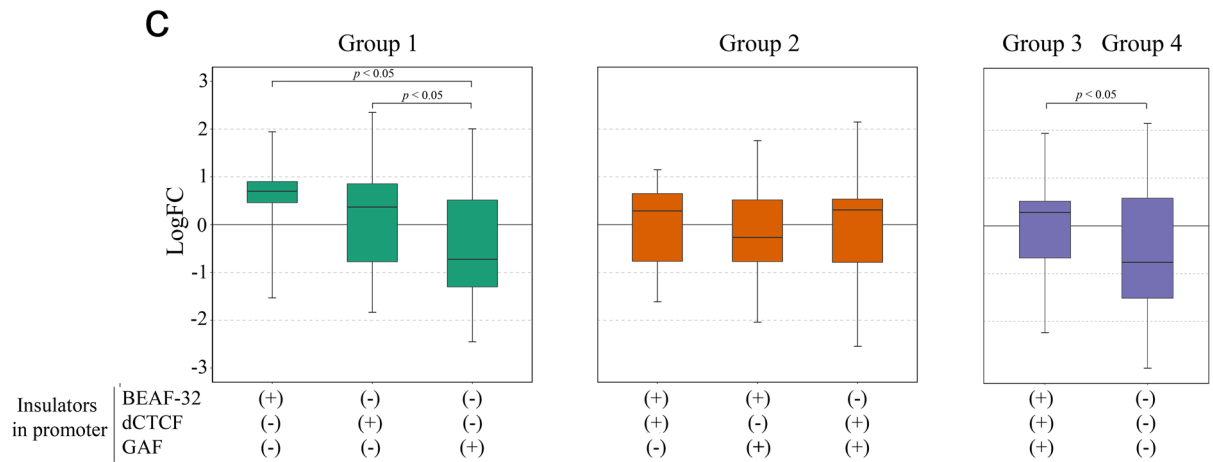 C
Group 1 Group 2 Group 3 Group 4
p < 0.05
p < 0.05 p < 0.05
3
2
1
0
-1
-2
-3
LogFC
Insulators
in promoter
BEAF-32 (+) (-) (-) (+) (+) (-) (+) (-)
dCTCF (-) (+) (-) (+) (-) (+) (+) (-)
GAF (-) (-) (+) (-) (+) (+) (+) (-)